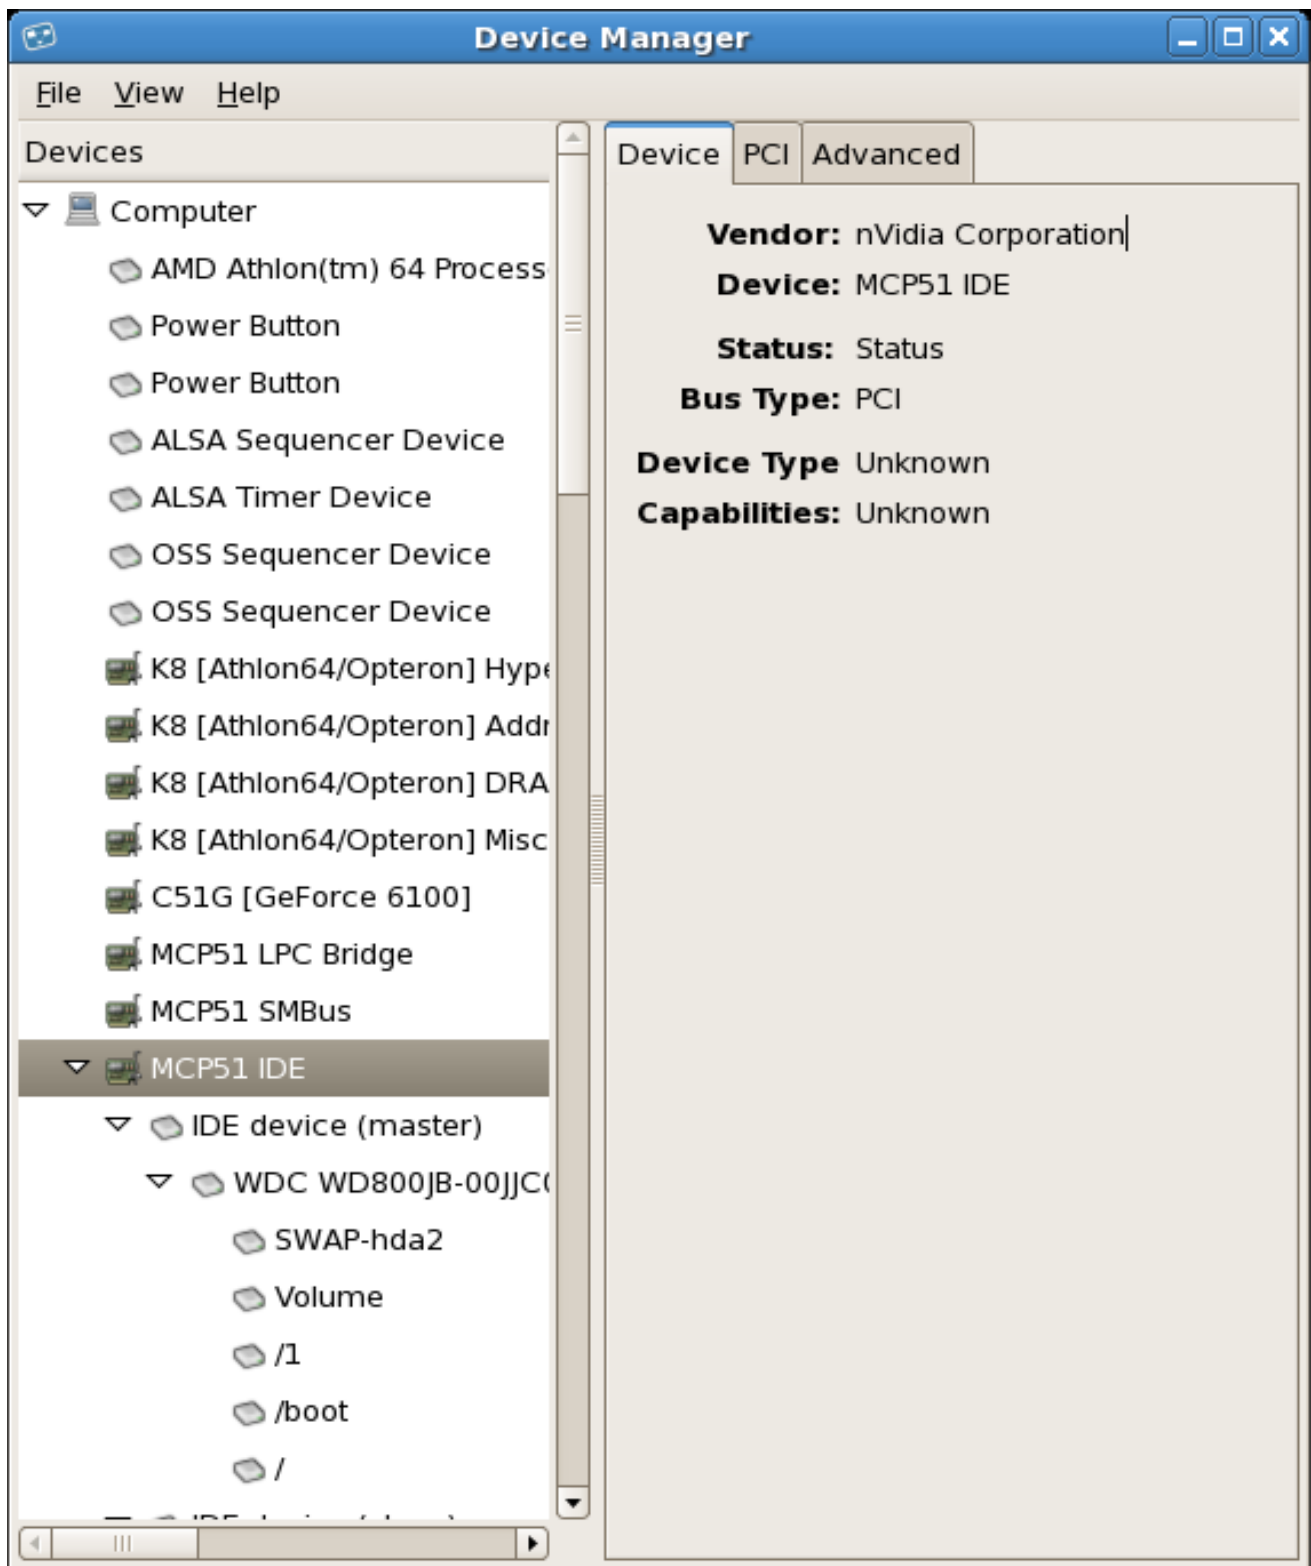 Device Manager
File View Help
Devices
Computer
AMD Athlon(tm) 64 Process
Power Button
Power Button
ALSA Sequencer Device
ALSA Timer Device
OSS Sequencer Device
OSS Sequencer Device
K8 [Athlon64/Opteron] Hype
K8 [Athlon64/Opteron] Addr
K8 [Athlon64/Opteron] DRA
K8 [Athlon64/Opteron] Misc
C51G [GeForce 6100]
MCP51 LPC Bridge
MCP51 SMBus
MCP51 IDE
IDE device (master)
WDC WD800JB-00JJC0
SWAP-hda2
Volume
/1
/boot
/
Device PCI Advanced
Vendor: nVidia Corporation
Device: MCP51 IDE
Status: Status
Bus Type: PCI
Device Type Unknown
Capabilities: Unknown